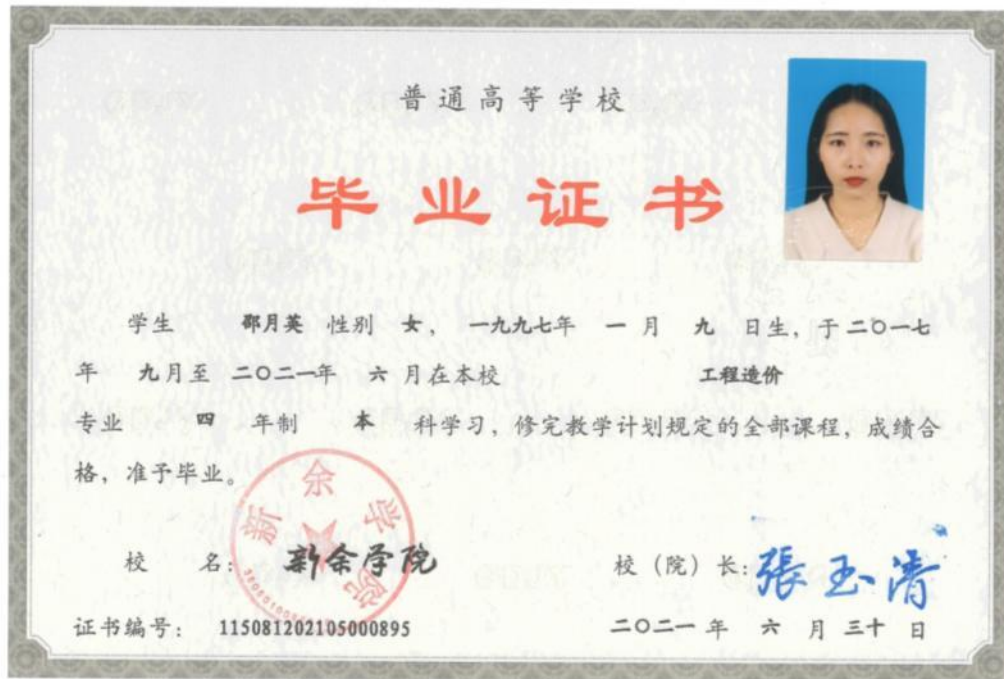 普通高等学校
毕业证书
学生 邵月英 性别 女， 一九九七年 一 月 九 日生，于二〇一七
年 九月至 二〇二一年 六 月在本校 工程造价
专业 四 年制 本 科学习，修完教学计划规定的全部课程，成绩合
格，准予毕业。
新余学院
校 名： 新余学院 校（院）长：張玉清
证书编号： 115081202105000895 二〇二一 年 六 月 三十 日